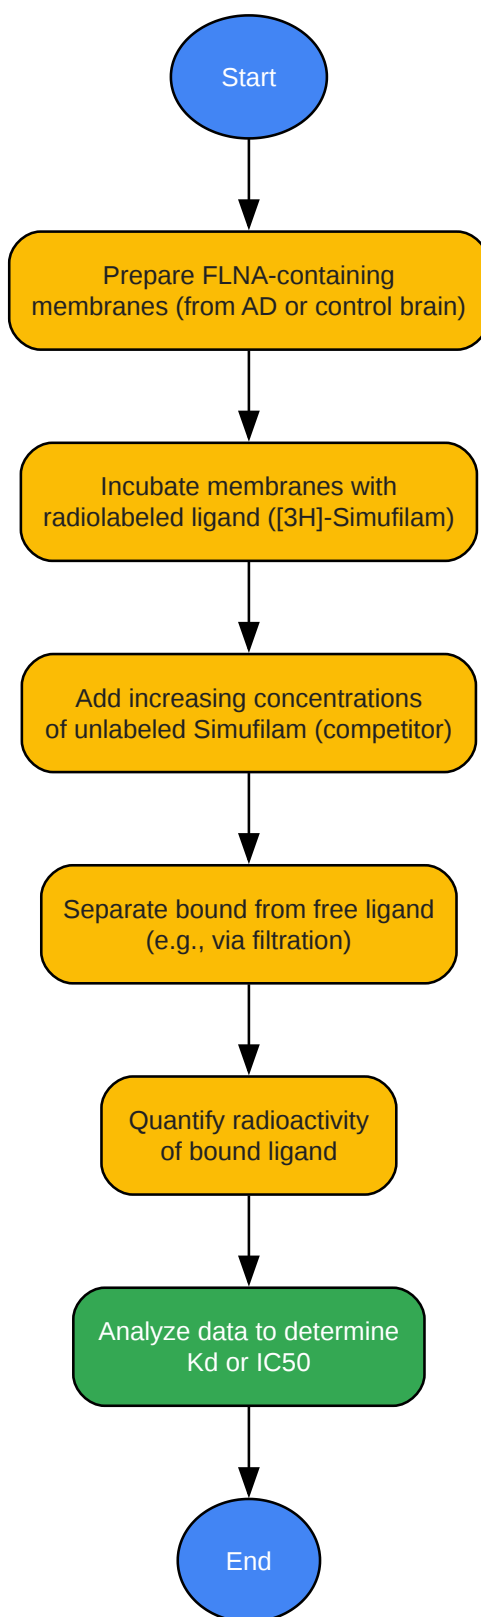 Start
Prepare FLNA-containing
membranes (from AD or control brain)
Incubate membranes with
radiolabeled ligand ([3H]-Simufilam)
Add increasing concentrations
of unlabeled Simufilam (competitor)
Separate bound from free ligand
(e.g., via filtration)
Quantify radioactivity
of bound ligand
Analyze data to determine
Kd or IC50
End